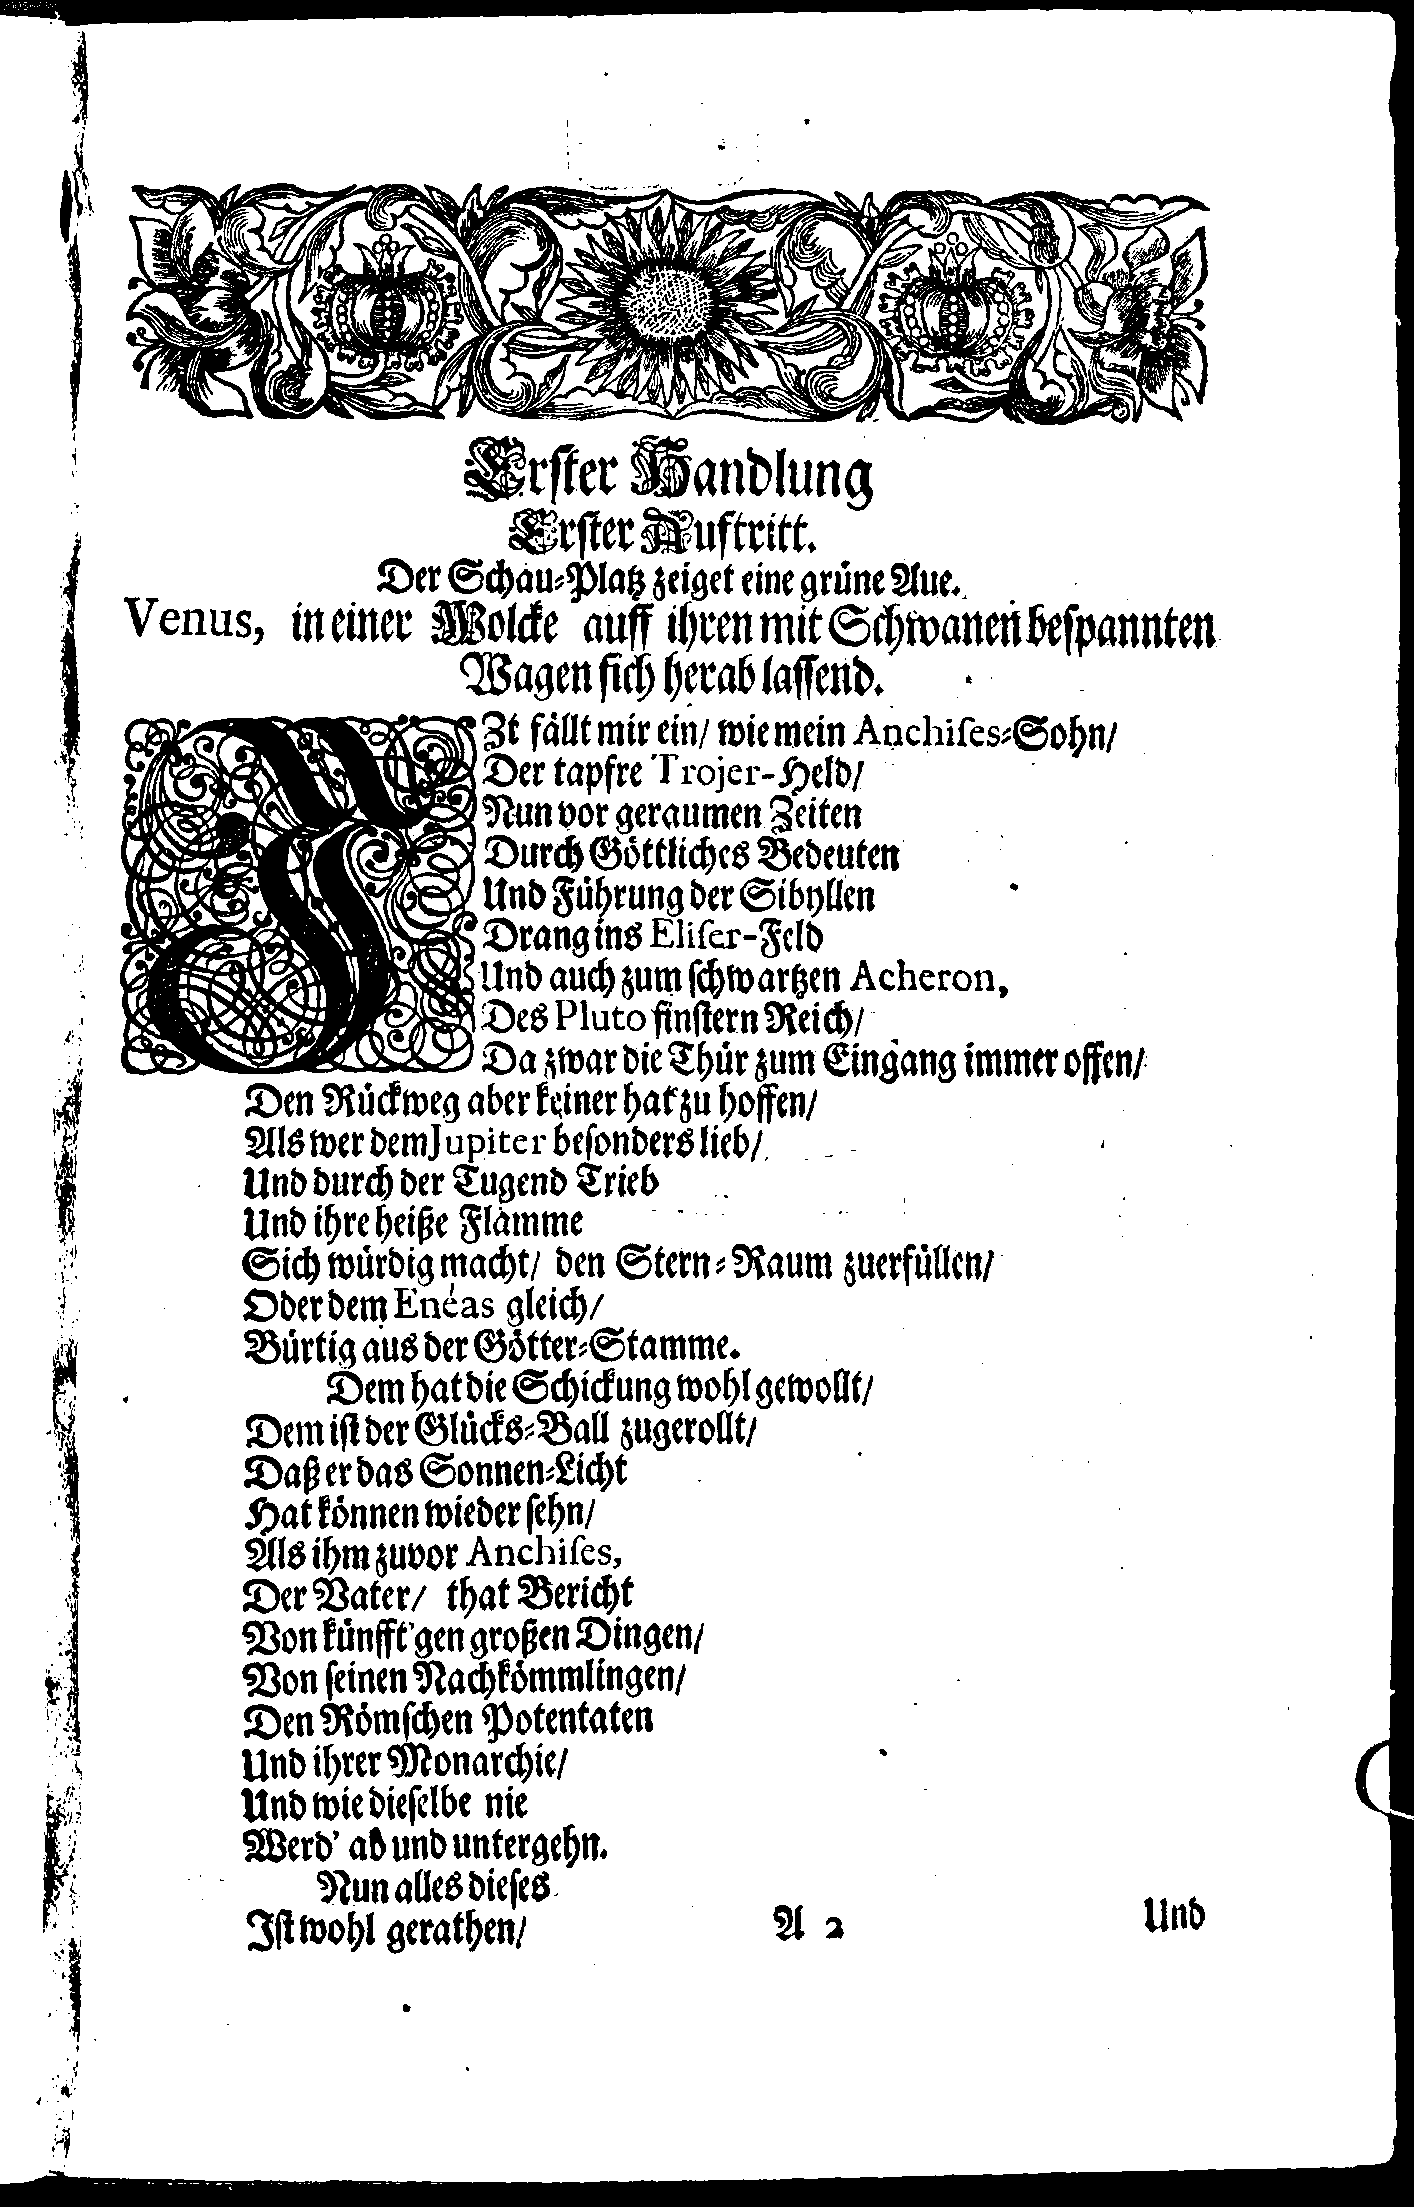 Erster Handlung
Erster Auftritt.
Der Schau-Platz zeiget eine grüne Aue.
Venus, in einer Wolcke auff ihren mit Schwanen bespannten
Wagen sich herab lassend.
JZt fällt mir ein/ wie mein Anchiſes-Sohn/
Der tapfre Trojer-Held/
Nun vor geraumen Zeiten
Durch Göttliches Bedeuten
Und Führung der Sibyllen
Drang ins Eliſer-Feld
Und auch zum ſchwartzen Acheron,
Des Pluto finſtern Reich/
Da zwar die Thür zum Eingang immer offen/
Den Rückweg aber keiner hat zu hoffen/
Als wer dem Jupiter beſonders lieb/
Und durch der Tugend Trieb
Und ihre heiße Flamme
Sich würdig macht/ den Stern-Raum zuerfüllen/
Oder dem Enéas gleich/
Bürtig aus der Götter-Stamme.
Dem hat die Schickung wohl gewollt/
Dem iſt der Glücks-Ball zugerollt/
Daß er das Sonnen-Licht
Hat können wieder ſehn/
Als ihm zuvor Anchiſes,
Der Vater/ that Bericht
Von künfft'gen großen Dingen/
Von ſeinen Nachkömmlingen/
Den Römſchen Potentaten
Und ihrer Monarchie/
Und wie dieſelbe nie
Werd' ab und untergehn.
Nun alles dieſes
Iſt wohl gerathen/
A 2
Und